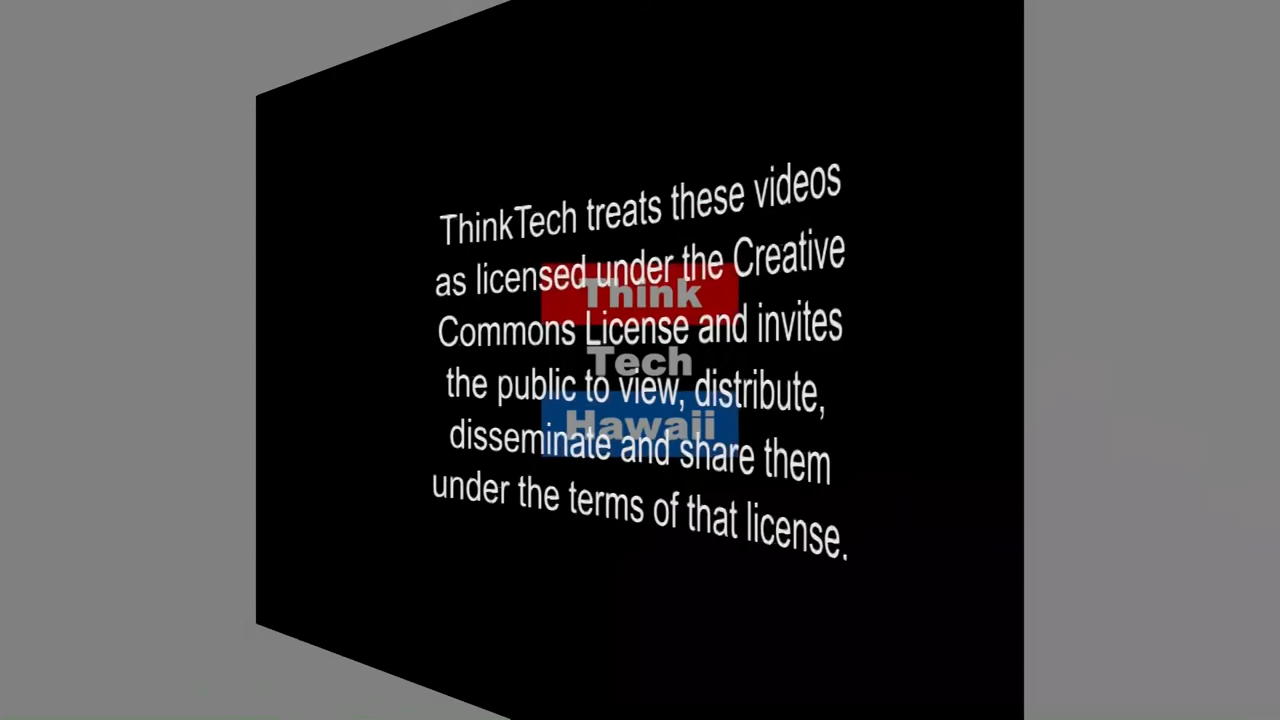 ThinkTech treats these videos
as licensed under the Creative
Commons License and invites
the public to view, distribute,
disseminate and share them
under the terms of that license.
Think
Tech
Hawaii